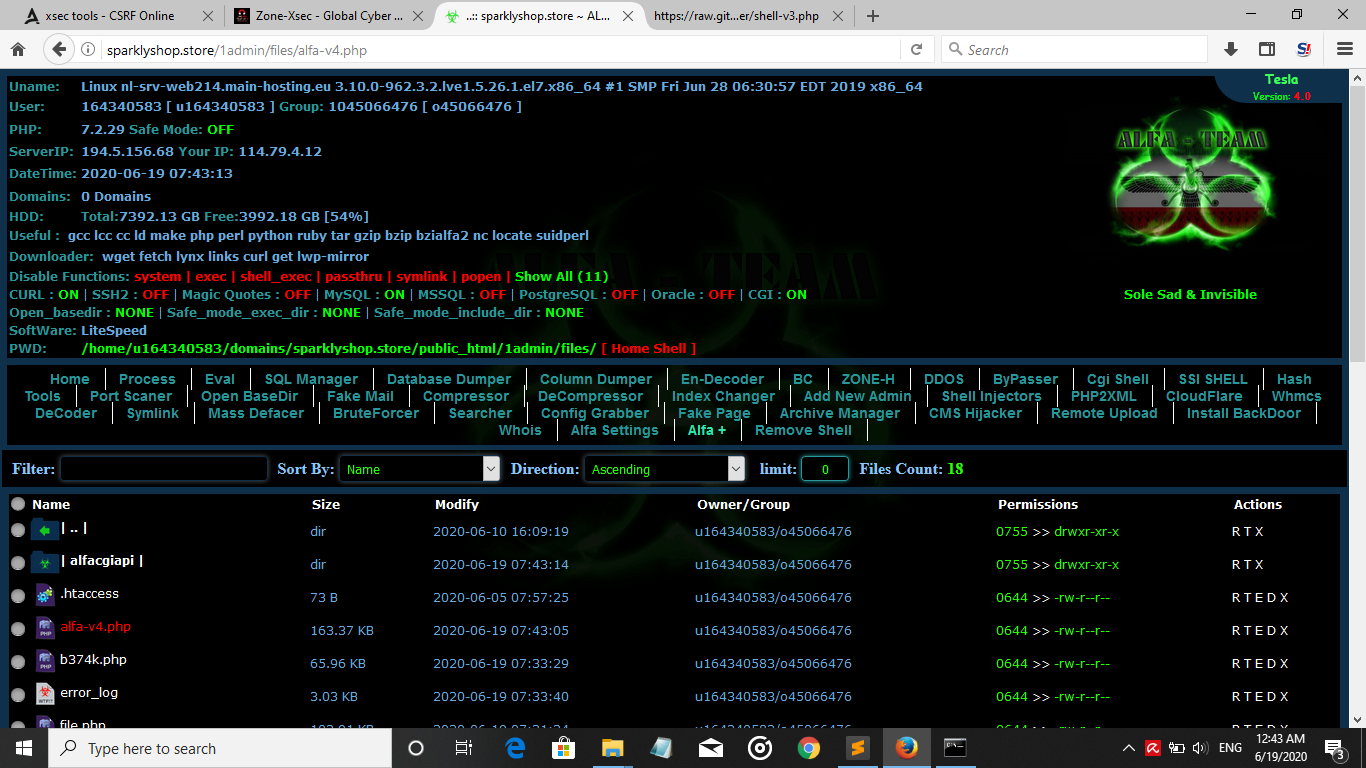 xsec tools - CSRF Online
Zone-Xsec - Global Cyber ...
..:: sparklyshop.store ~ AL...
https://raw.git...er/shell-v3.php
sparklyshop.store/1admin/files/alfa-v4.php
Search
Uname: Linux nl-srv-web214.main-hosting.eu 3.10.0-962.3.2.lve1.5.26.1.el7.x86_64 #1 SMP Fri Jun 28 06:30:57 EDT 2019 x86_64
User: 164340583 [ u164340583 ] Group: 1045066476 [ o45066476 ]
PHP: 7.2.29 Safe Mode: OFF
ServerIP: 194.5.156.68 Your IP: 114.79.4.12
DateTime: 2020-06-19 07:43:13
Domains: 0 Domains
HDD: Total:7392.13 GB Free:3992.18 GB [54%]
Useful : gcc lcc cc ld make php perl python ruby tar gzip bzip bzialfa2 nc locate suidperl
Downloader: wget fetch lynx links curl get lwp-mirror
Disable Functions: system | exec | shell_exec | passthru | symlink | popen | Show All (11)
CURL : ON | SSH2 : OFF | Magic Quotes : OFF | MySQL : ON | MSSQL : OFF | PostgreSQL : OFF | Oracle : OFF | CGI : ON
Open_basedir : NONE | Safe_mode_exec_dir : NONE | Safe_mode_include_dir : NONE
SoftWare: LiteSpeed
PWD: /home/u164340583/domains/sparklyshop.store/public_html/1admin/files/ [ Home Shell ]
Tesla
Version: 4.0
ALFA - TEAM
Sole Sad & Invisible
ALFA - TEAM
Home | Process | Eval | SQL Manager | Database Dumper | Column Dumper | En-Decoder | BC | ZONE-H | DDOS | ByPasser | Cgi Shell | SSI SHELL | Hash
Tools | Port Scaner | Open BaseDir | Fake Mail | Compressor | DeCompressor | Index Changer | Add New Admin | Shell Injectors | PHP2XML | CloudFlare | Whmcs
DeCoder | Symlink | Mass Defacer | BruteForcer | Searcher | Config Grabber | Fake Page | Archive Manager | CMS Hijacker | Remote Upload | Install BackDoor |
Whois | Alfa Settings | Alfa + | Remove Shell |
Filter: Sort By: Name Direction: Ascending limit: 0 Files Count: 18
Name Size Modify Owner/Group Permissions Actions
| .. | dir 2020-06-10 16:09:19 u164340583/o45066476 0755 >> drwxr-xr-x R T X
| alfacgiapi | dir 2020-06-19 07:43:14 u164340583/o45066476 0755 >> drwxr-xr-x R T X
.htaccess 73 B 2020-06-05 07:57:25 u164340583/o45066476 0644 >> -rw-r--r-- R T E D X
alfa-v4.php 163.37 KB 2020-06-19 07:43:05 u164340583/o45066476 0644 >> -rw-r--r-- R T E D X
b374k.php 65.96 KB 2020-06-19 07:33:29 u164340583/o45066476 0644 >> -rw-r--r-- R T E D X
error_log 3.03 KB 2020-06-19 07:33:40 u164340583/o45066476 0644 >> -rw-r--r-- R T E D X
file.php
Type here to search
ENG
12:43 AM
6/19/2020
3